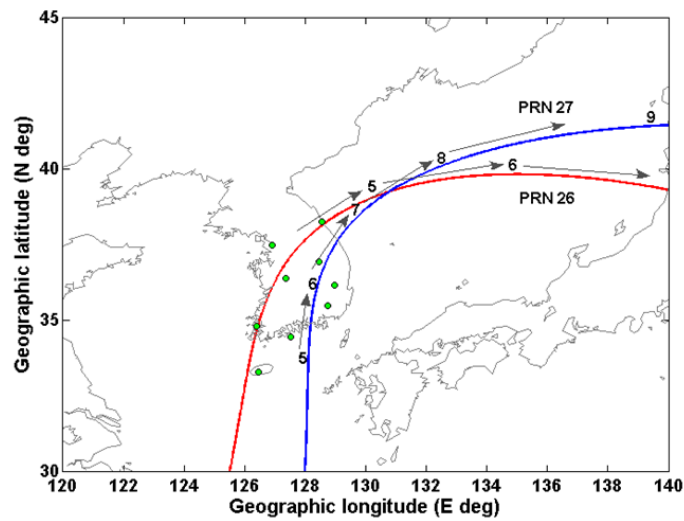 45
PRN 27
9
8
40
5
6
PRN 26
7
6
35
5
30
120 122 124 126 128 130 132 134 136 138 140
Geographic longitude (E deg)
Geographic latitude (N deg)